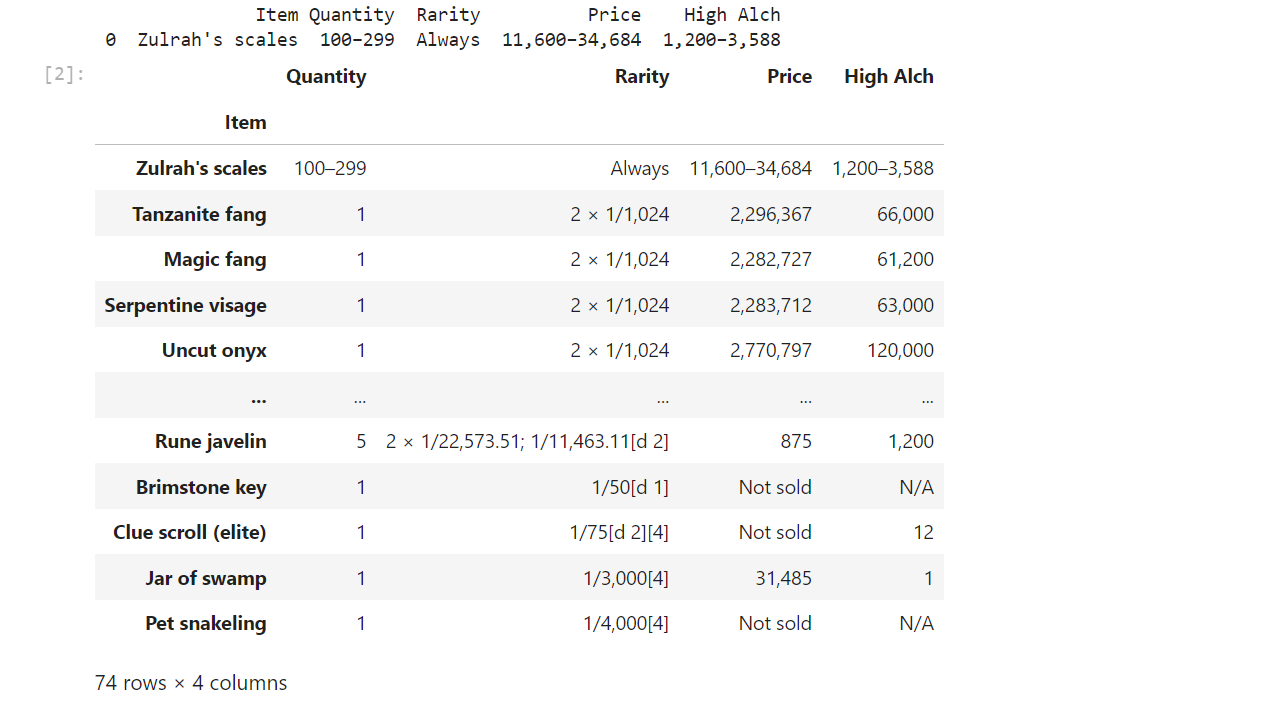 Item Quantity Rarity Price High Alch
0 Zulrah's scales 100–299 Always 11,600–34,684 1,200–3,588
[2]: Quantity Rarity Price High Alch
Item
Zulrah's scales 100–299 Always 11,600–34,684 1,200–3,588
Tanzanite fang 1 2 × 1/1,024 2,296,367 66,000
Magic fang 1 2 × 1/1,024 2,282,727 61,200
Serpentine visage 1 2 × 1/1,024 2,283,712 63,000
Uncut onyx 1 2 × 1/1,024 2,770,797 120,000
... ... ... ... ...
Rune javelin 5 2 × 1/22,573.51; 1/11,463.11[d 2] 875 1,200
Brimstone key 1 1/50[d 1] Not sold N/A
Clue scroll (elite) 1 1/75[d 2][4] Not sold 12
Jar of swamp 1 1/3,000[4] 31,485 1
Pet snakeling 1 1/4,000[4] Not sold N/A
74 rows × 4 columns